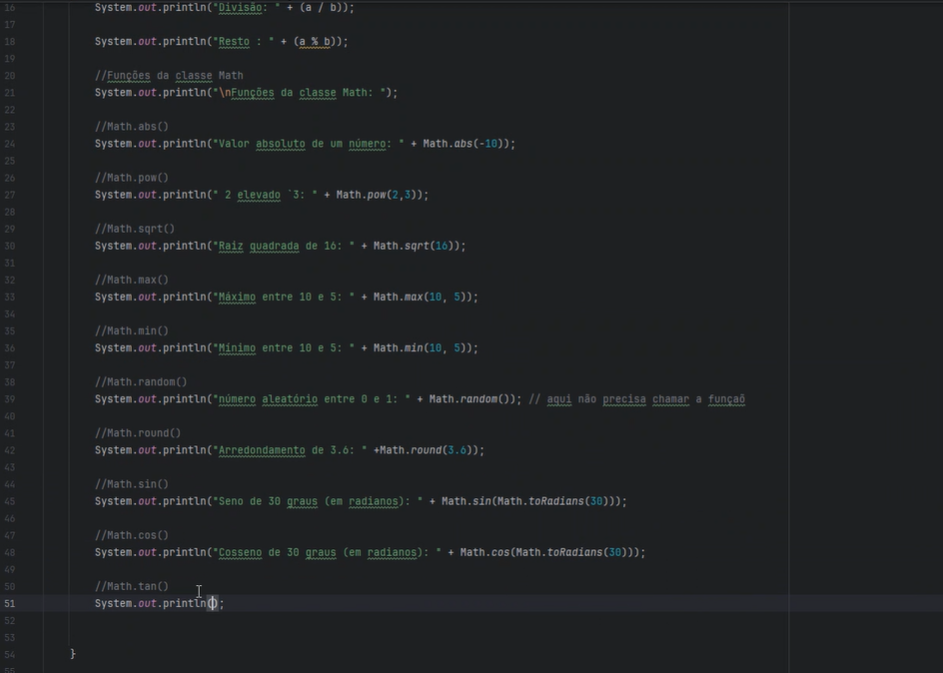 16 System.out.println("Divisão: " + (a / b));
17
18 System.out.println("Resto : " + (a % b));
19
20 //Funções da classe Math
21 System.out.println("\nFunções da classe Math: ");
22
23 //Math.abs()
24 System.out.println("Valor absoluto de um número: " + Math.abs(-10));
25
26 //Math.pow()
27 System.out.println(" 2 elevado `3: " + Math.pow(2,3));
28
29 //Math.sqrt()
30 System.out.println("Raiz quadrada de 16: " + Math.sqrt(16));
31
32 //Math.max()
33 System.out.println("Máximo entre 10 e 5: " + Math.max(10, 5));
34
35 //Math.min()
36 System.out.println("Mínimo entre 10 e 5: " + Math.min(10, 5));
37
38 //Math.random()
39 System.out.println("número aleatório entre 0 e 1: " + Math.random()); // aqui não precisa chamar a funçaõ
40
41 //Math.round()
42 System.out.println("Arredondamento de 3.6: " +Math.round(3.6));
43
44 //Math.sin()
45 System.out.println("Seno de 30 graus (em radianos): " + Math.sin(Math.toRadians(30)));
46
47 //Math.cos()
48 System.out.println("Cosseno de 30 graus (em radianos): " + Math.cos(Math.toRadians(30)));
49
50 //Math.tan()
51 System.out.println();
52
53
54 }
55